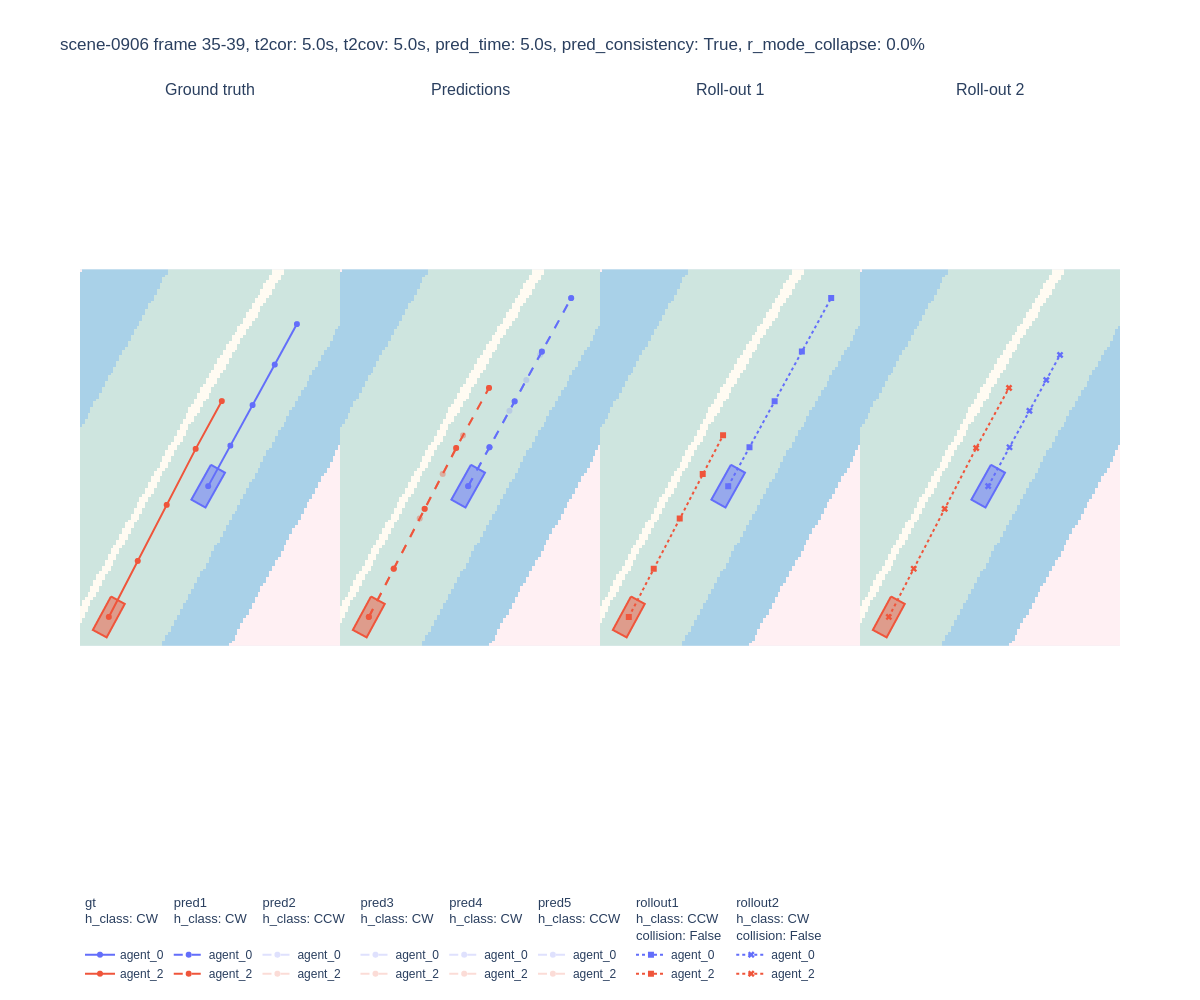 scene-0906 frame 35-39, t2cor: 5.0s, t2cov: 5.0s, pred_time: 5.0s, pred_consistency: True, r_mode_collapse: 0.0%
Ground truth
Predictions
Roll-out 1
Roll-out 2
gt
h_class: CW
agent_0
agent_2
pred1
h_class: CW
agent_0
agent_2
pred2
h_class: CCW
agent_0
agent_2
pred3
h_class: CW
agent_0
agent_2
pred4
h_class: CW
agent_0
agent_2
pred5
h_class: CCW
agent_0
agent_2
rollout1
h_class: CCW
collision: False
agent_0
agent_2
rollout2
h_class: CW
collision: False
agent_0
agent_2